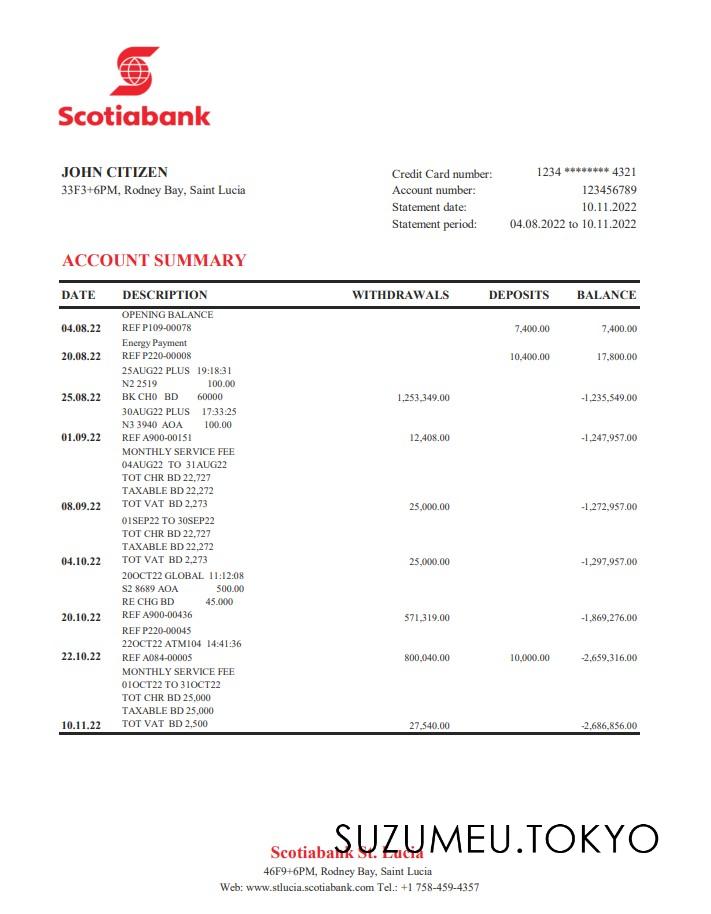 Scotiabank
JOHN CITIZEN
33F3+6PM, Rodney Bay, Saint Lucia
Credit Card number: 1234 ******** 4321
Account number: 123456789
Statement date: 10.11.2022
Statement period: 04.08.2022 to 10.11.2022
ACCOUNT SUMMARY
DATE DESCRIPTION WITHDRAWALS DEPOSITS BALANCE
OPENING BALANCE
04.08.22 REF P109-00078 7,400.00 7,400.00
Energy Payment
20.08.22 REF P220-00008 10,400.00 17,800.00
25AUG22 PLUS 19:18:31
N2 2519 100.00
25.08.22 BK CH0 BD 60000 1,253,349.00 -1,235,549.00
30AUG22 PLUS 17:33:25
N3 3940 AOA 100.00
01.09.22 REF A900-00151 12,408.00 -1,247,957.00
MONTHLY SERVICE FEE
04AUG22 TO 31AUG22
TOT CHR BD 22,727
TAXABLE BD 22,272
08.09.22 TOT VAT BD 2,273 25,000.00 -1,272,957.00
01SEP22 TO 30SEP22
TOT CHR BD 22,727
TAXABLE BD 22,272
04.10.22 TOT VAT BD 2,273 25,000.00 -1,297,957.00
20OCT22 GLOBAL 11:12:08
S2 8689 AOA 500.00
RE CHG BD 45.000
20.10.22 REF A900-00436 571,319.00 -1,869,276.00
REF P220-00045
22OCT22 ATM104 14:41:36
22.10.22 REF A084-00005 800,040.00 10,000.00 -2,659,316.00
MONTHLY SERVICE FEE
01OCT22 TO 31OCT22
TOT CHR BD 25,000
TAXABLE BD 25,000
10.11.22 TOT VAT BD 2,500 27,540.00 -2,686,856.00
SUZUMEU.TOKYO
Scotiabank St. Lucia
46F9+6PM, Rodney Bay, Saint Lucia
Web: www.stlucia.scotiabank.com Tel.: +1 758-459-4357